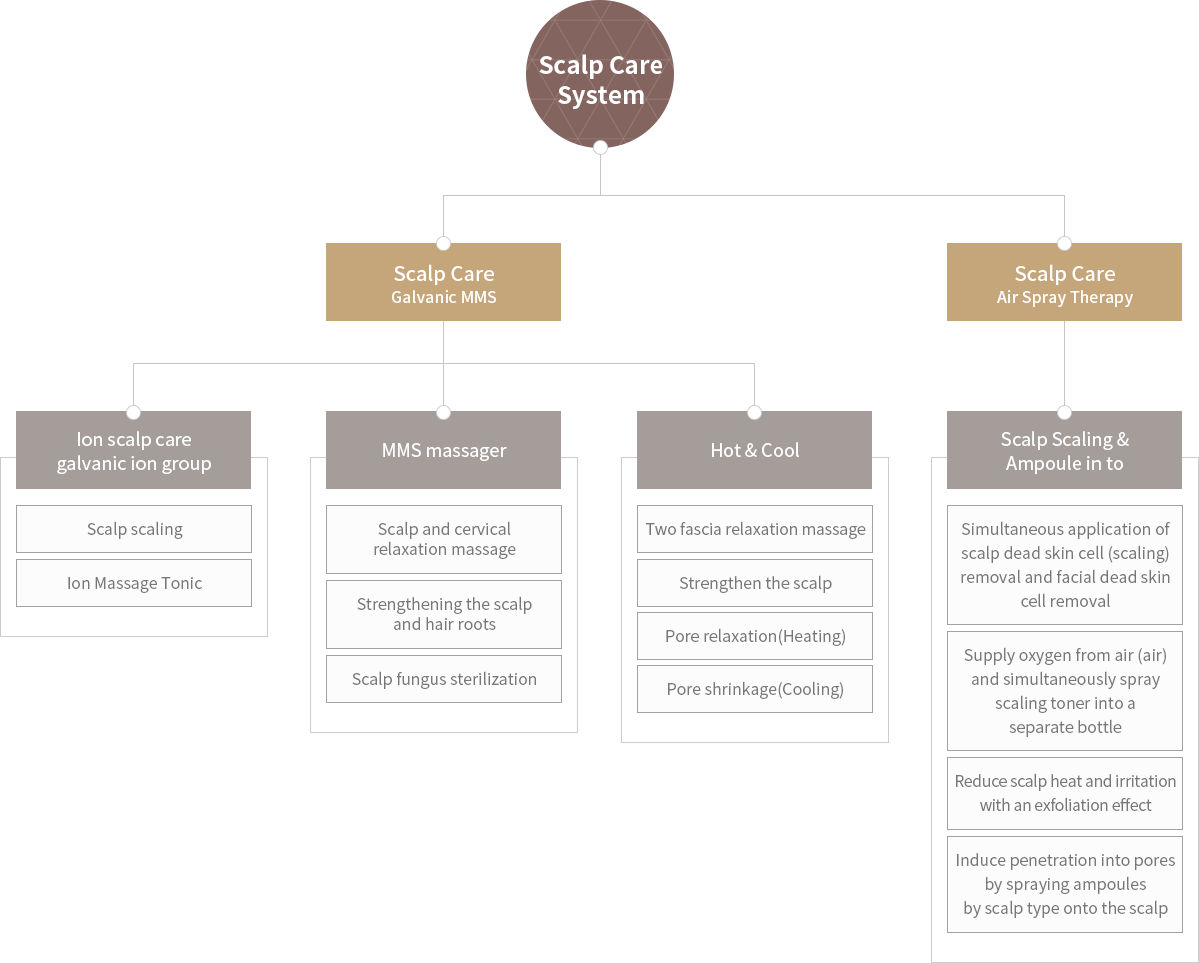 Scalp Care
System
Scalp Care
Galvanic MMS
Scalp Care
Air Spray Therapy
Ion scalp care
galvanic ion group
Scalp scaling
Ion Massage Tonic
MMS massager
Scalp and cervical
relaxation massage
Strengthening the scalp
and hair roots
Scalp fungus sterilization
Hot & Cool
Two fascia relaxation massage
Strengthen the scalp
Pore relaxation(Heating)
Pore shrinkage(Cooling)
Scalp Scaling &
Ampoule in to
Simultaneous application of
scalp dead skin cell (scaling)
removal and facial dead skin
cell removal
Supply oxygen from air (air)
and simultaneously spray
scaling toner into a
separate bottle
Reduce scalp heat and irritation
with an exfoliation effect
Induce penetration into pores
by spraying ampoules
by scalp type onto the scalp